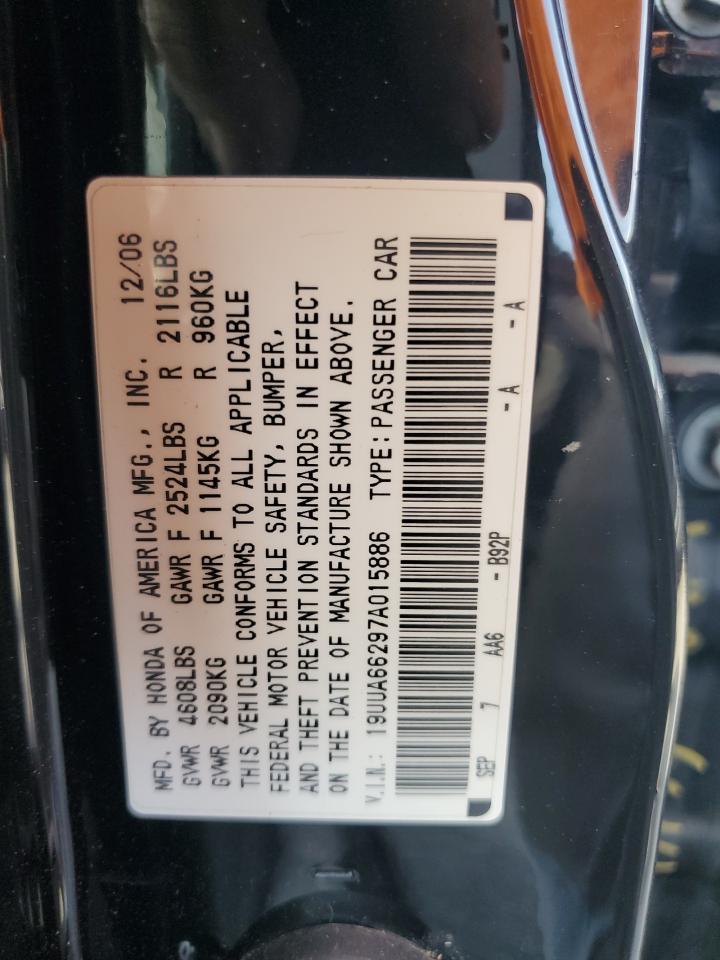 MFD. BY HONDA OF AMERICA MFG., INC. 12/06
GVWR 4608LBS GAWR F 2524LBS R 2116LBS
GVWR 2090KG GAWR F 1145KG R 960KG
THIS VEHICLE CONFORMS TO ALL APPLICABLE
FEDERAL MOTOR VEHICLE SAFETY, BUMPER,
AND THEFT PREVENTION STANDARDS IN EFFECT
ON THE DATE OF MANUFACTURE SHOWN ABOVE.
V.I.N.: 19UUA66297A015886 TYPE:PASSENGER CAR
SEP 7 AA6 - B92P - A - A